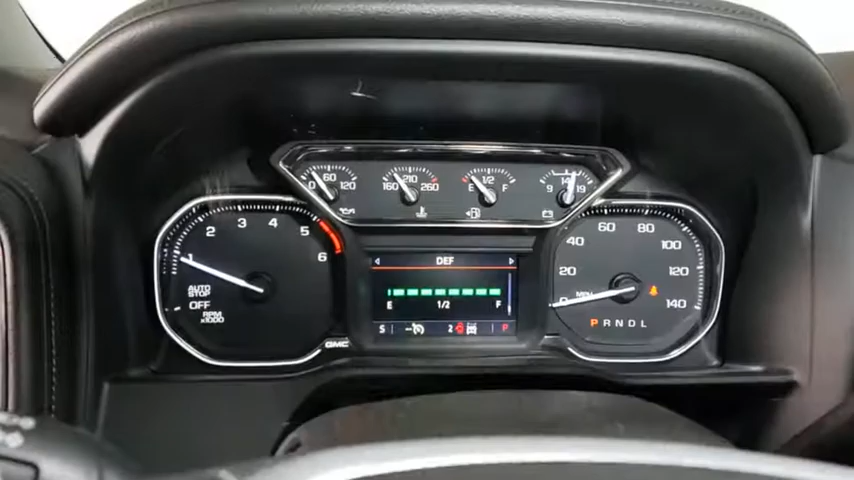 0 60 120
160 210 260
E 1/2 F
9 14 19
1 2 3 4 5 6
AUTO
STOP
OFF
RPM
x1000
GMC
DEF
E 1/2 F
S 2 P
0 20 40 60 80 100 120 140
MPH
PRNDL